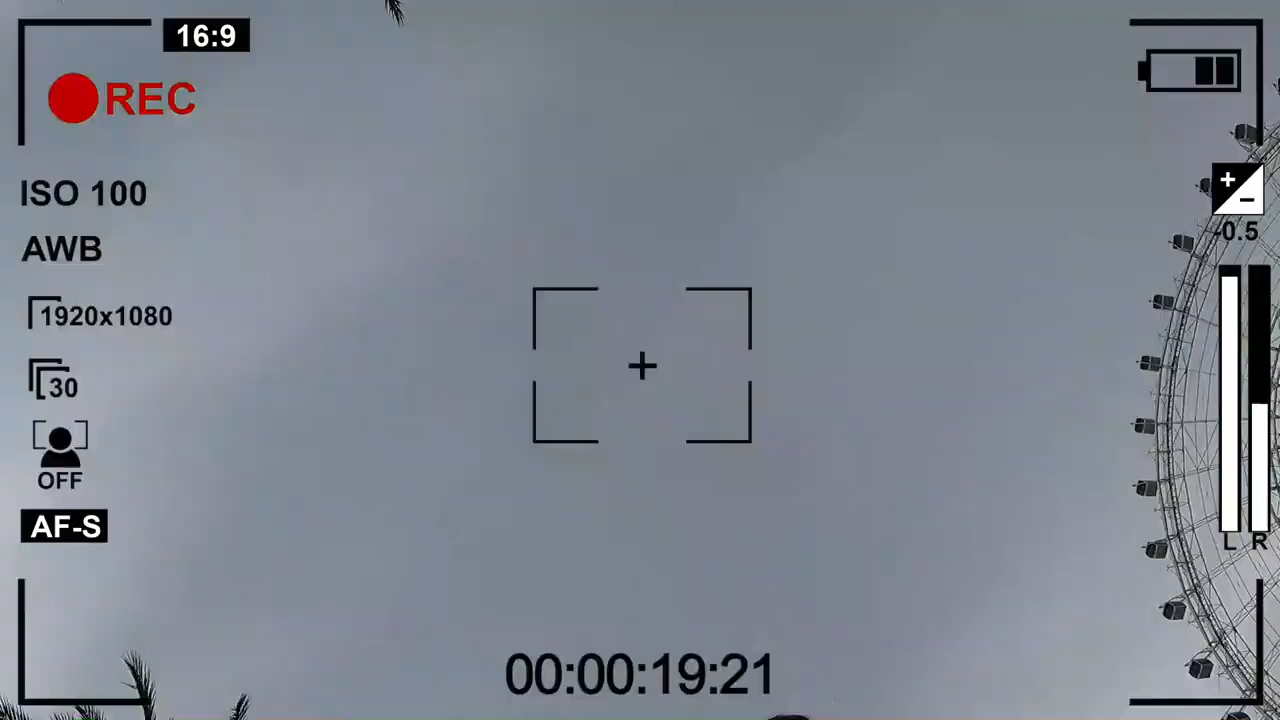 16:9
REC
ISO 100
AWB
1920x1080
30
OFF
AF-S
+
-
-0.5
L R
00:00:19:21